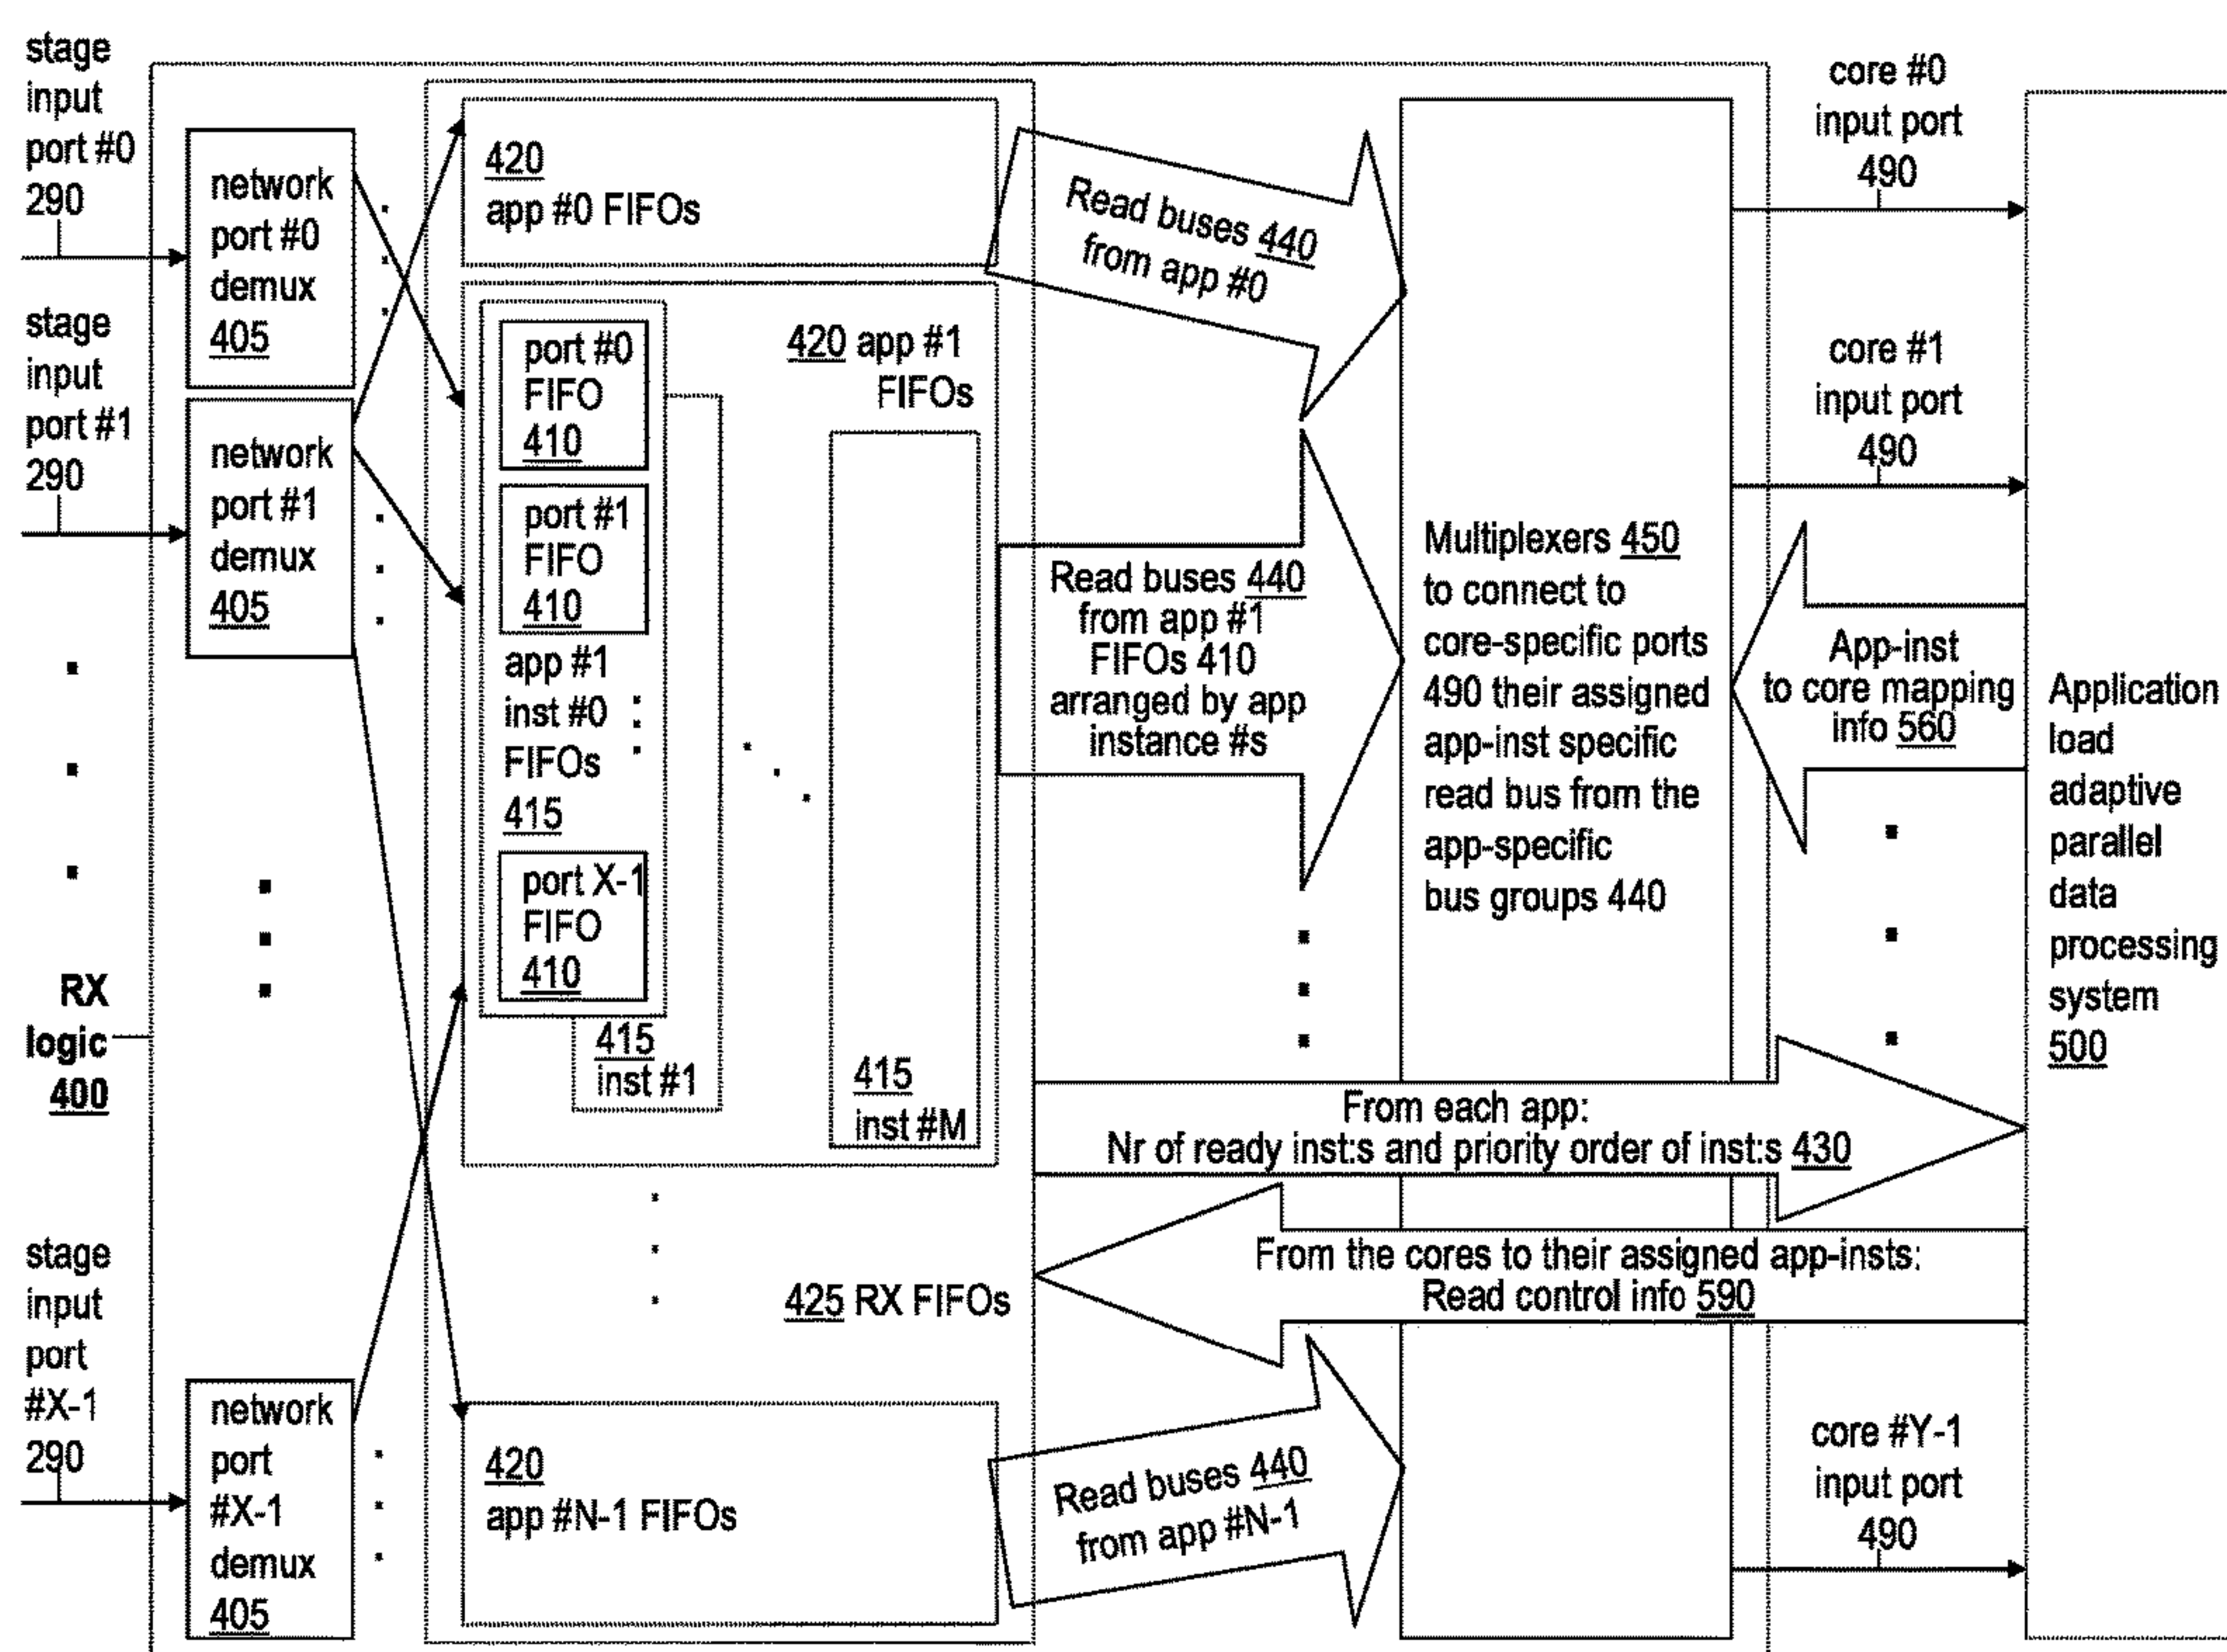 stage
input
port #0
290
stage
input
port #1
290
RX
logic
400
stage
input
port
#X-1
290
network
port #0
demux
405
network
port #1
demux
405
network
port
#X-1
demux
405
420
app #0 FIFOs
420 app #1
FIFOs
port #0
FIFO
410
port #1
FIFO
410
app #1
inst #0
FIFOs
415
port X-1
FIFO
410
415
inst #1
415
inst #M
425 RX FIFOs
420
app #N-1 FIFOs
Read buses 440
from app #0
Read buses 440
from app #1
FIFOs 410
arranged by app
instance #s
Read buses 440
from app #N-1
Multiplexers 450
to connect to
core-specific ports
490 their assigned
app-inst specific
read bus from the
app-specific
bus groups 440
From each app:
Nr of ready inst:s and priority order of inst:s 430
From the cores to their assigned app-insts:
Read control info 590
core #0
input port
490
core #1
input port
490
App-inst
to core mapping
info 560
core #Y-1
input port
490
Application
load
adaptive
parallel
data
processing
system
500